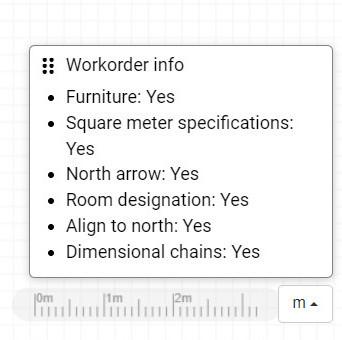 Workorder info
Furniture: Yes
Square meter specifications:
Yes
North arrow: Yes
Room designation: Yes
Align to north: Yes
Dimensional chains: Yes
0m 1m 2m
m